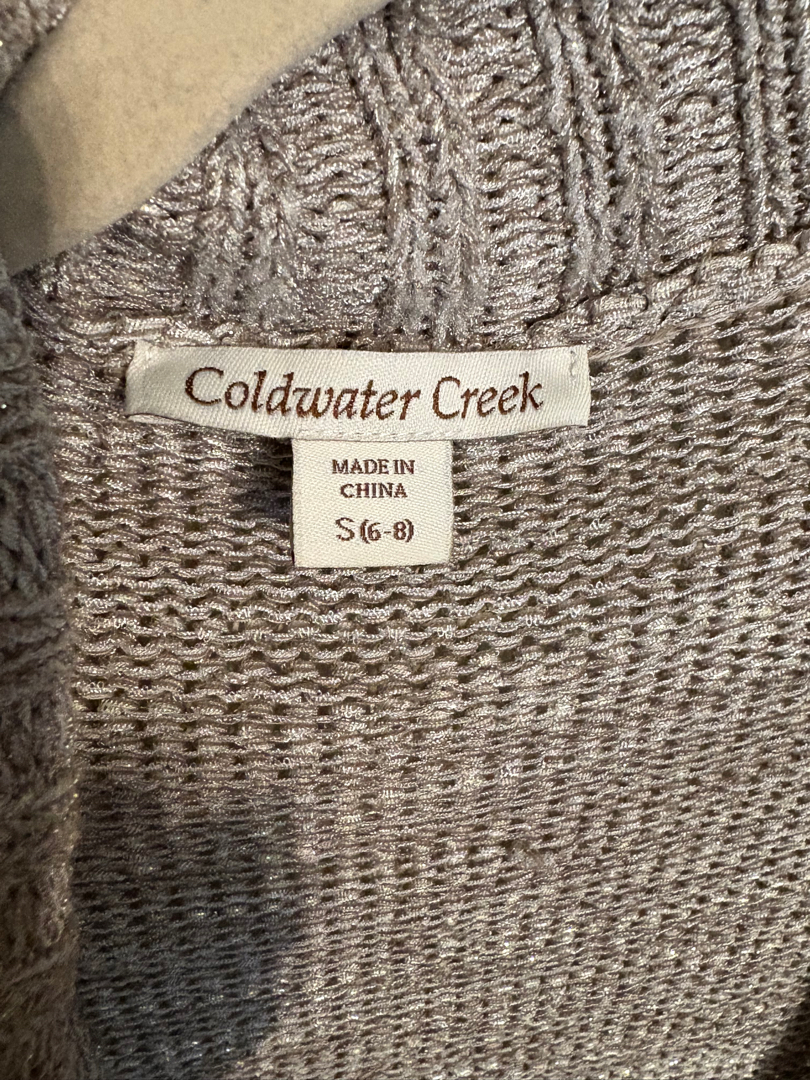 Coldwater Creek
MADE IN
CHINA
S (6-8)